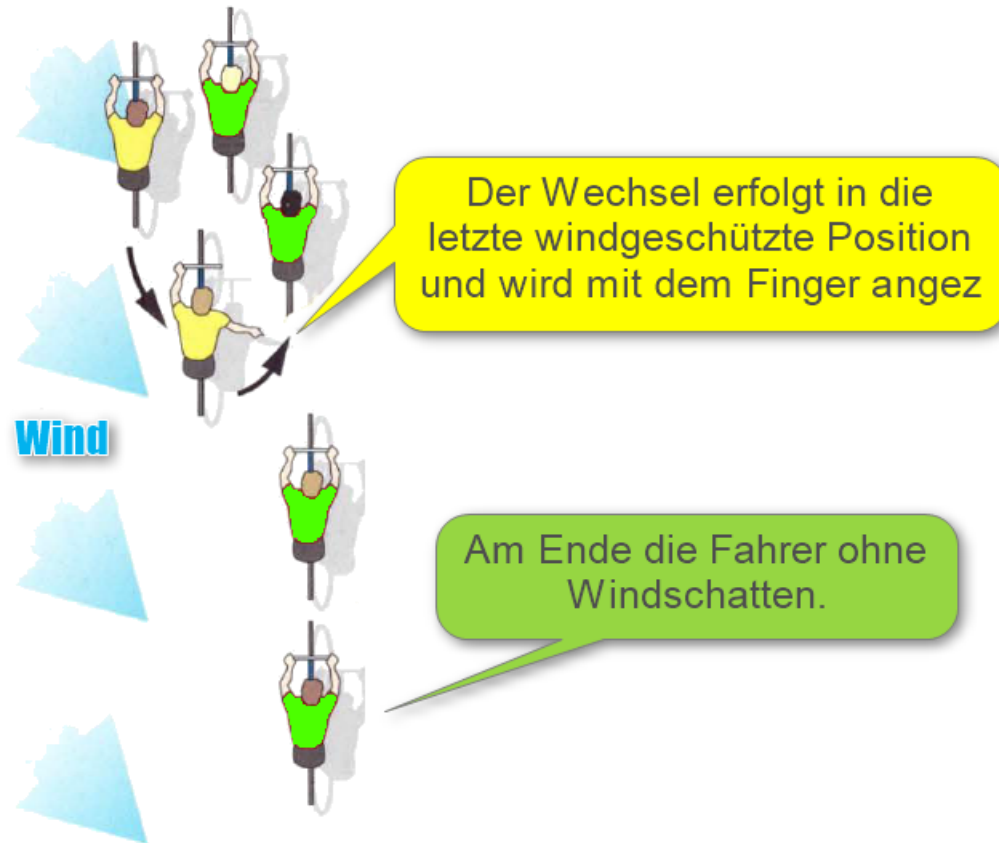 Der Wechsel erfolgt in die
letzte windgeschützte Position
und wird mit dem Finger angez
Wind
Am Ende die Fahrer ohne
Windschatten.